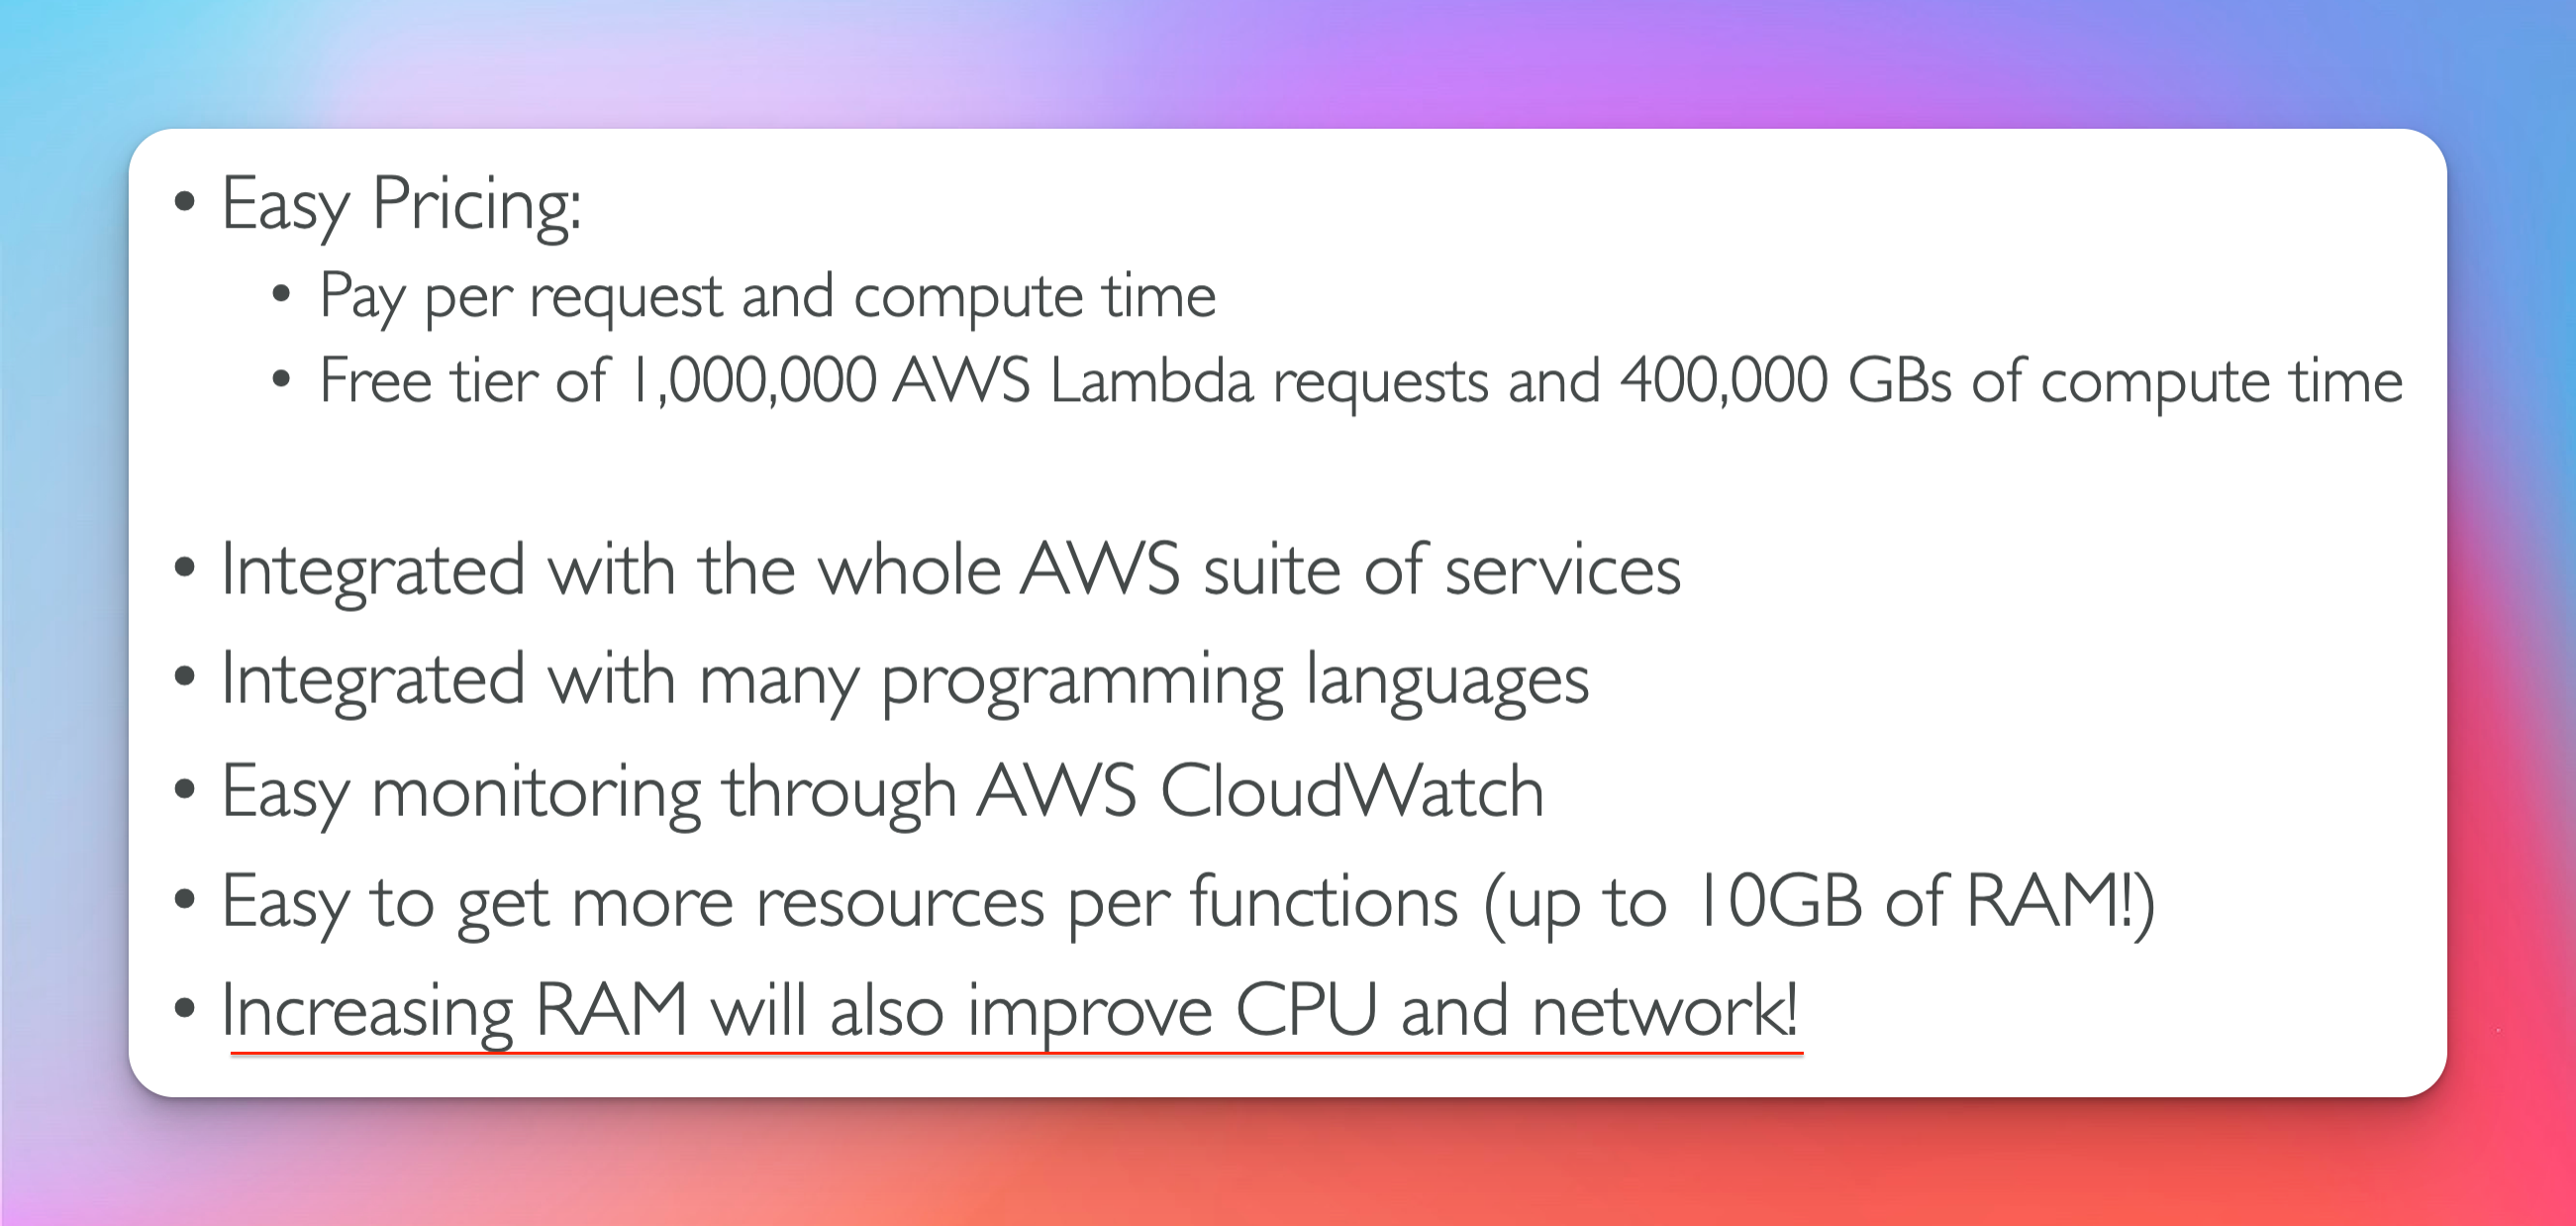 • Easy Pricing:
• Pay per request and compute time
• Free tier of 1,000,000 AWS Lambda requests and 400,000 GBs of compute time
• Integrated with the whole AWS suite of services
• Integrated with many programming languages
• Easy monitoring through AWS CloudWatch
• Easy to get more resources per functions (up to 10GB of RAM!)
• Increasing RAM will also improve CPU and network!